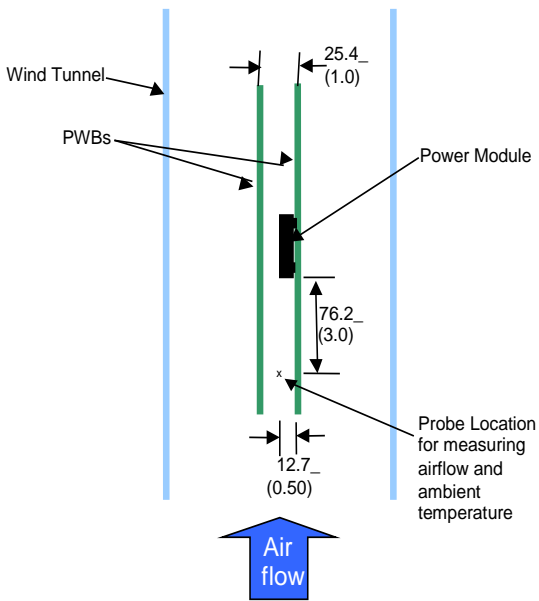 25.4_
(1.0)
Wind Tunnel
PWBs
Power Module
76.2_
(3.0)
x
Probe Location
for measuring
airflow and
ambient
temperature
12.7_
(0.50)
Air
flow